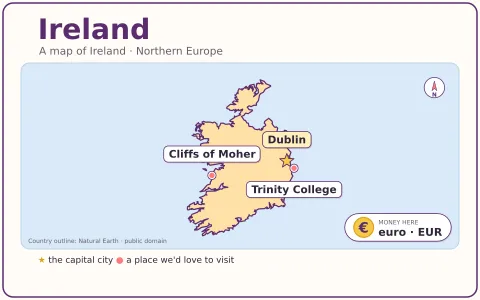 Ireland
A map of Ireland · Northern Europe
N
Dublin
Cliffs of Moher
Trinity College
MONEY HERE
€ euro · EUR
Country outline: Natural Earth · public domain
the capital city
a place we'd love to visit